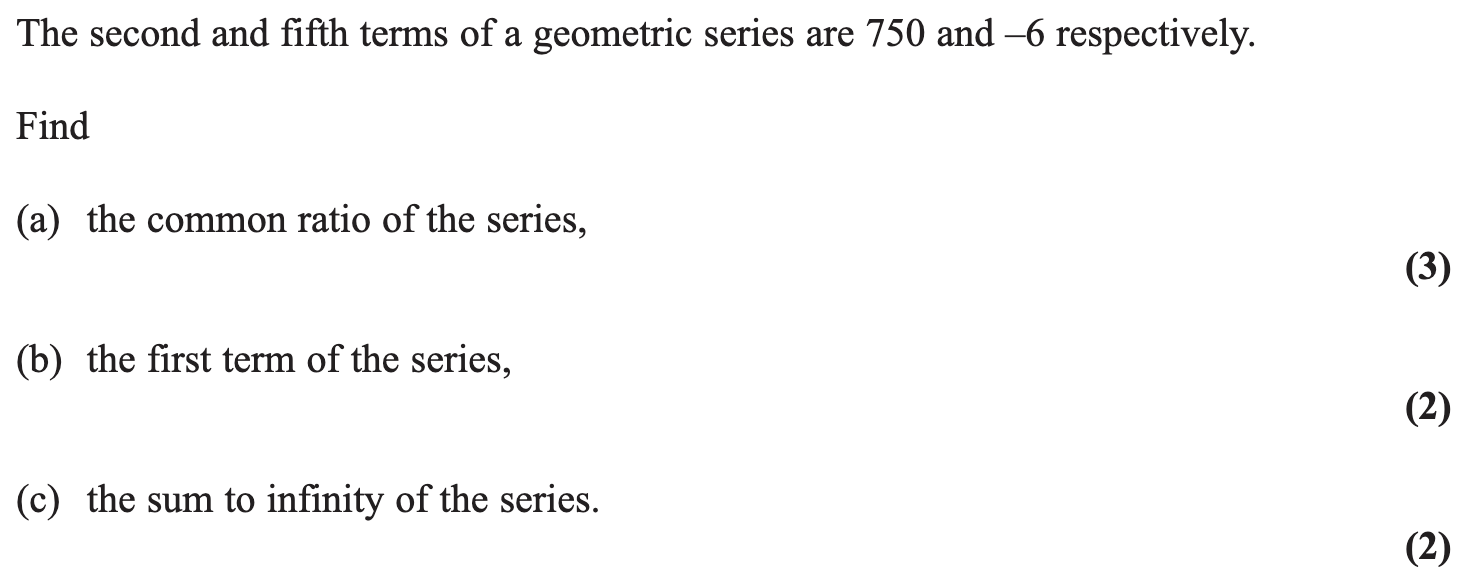 The second and fifth terms of a geometric series are 750 and –6 respectively.
Find
(a) the common ratio of the series,
(3)
(b) the first term of the series,
(2)
(c) the sum to infinity of the series.
(2)